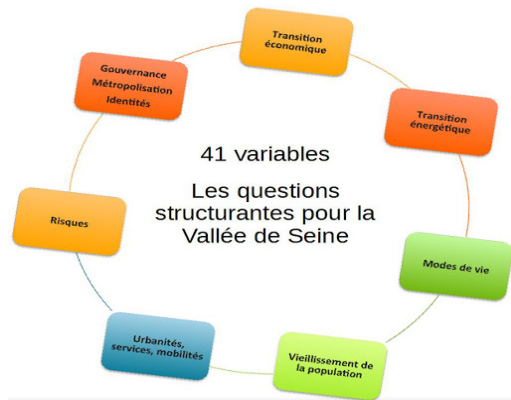 Transition
économique
Gouvernance
Métropolisation
Identités
Transition
énergétique
41 variables
Les questions
structurantes pour la
Vallée de Seine
Risques
Modes de vie
Urbanités,
services, mobilités
Vieillissement de
la population